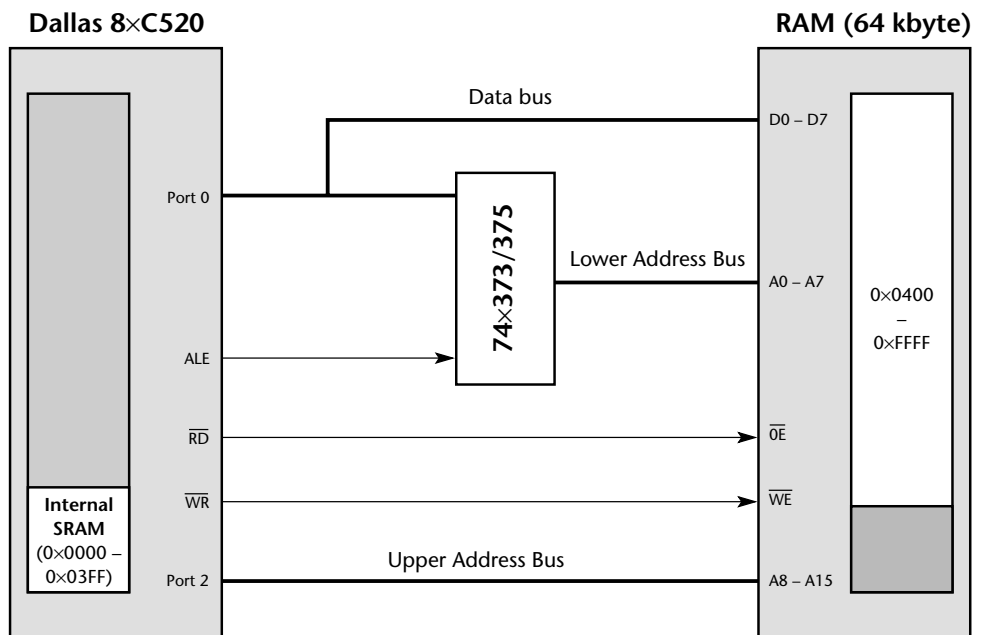 Dallas 8×C520
RAM (64 kbyte)
Data bus
D0 – D7
Port 0
74×373/375
Lower Address Bus
A0 – A7
0×0400
–
0×FFFF
ALE
RD
0E
Internal
SRAM
(0×0000 –
0×03FF)
WR
WE
Upper Address Bus
Port 2
A8 – A15